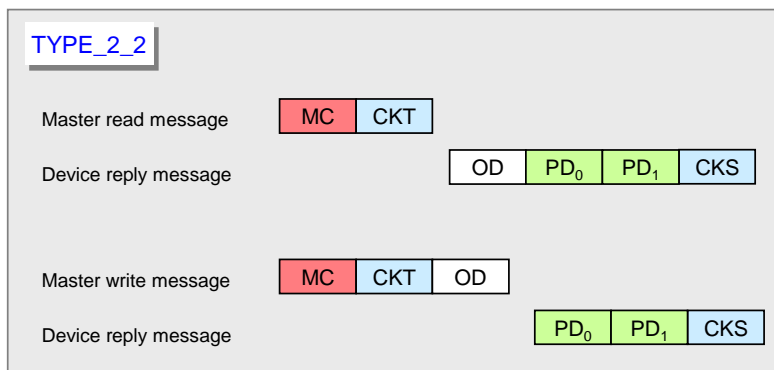 TYPE_2_2
Master read message MC CKT
Device reply message OD PD₀ PD₁ CKS
Master write message MC CKT OD
Device reply message PD₀ PD₁ CKS